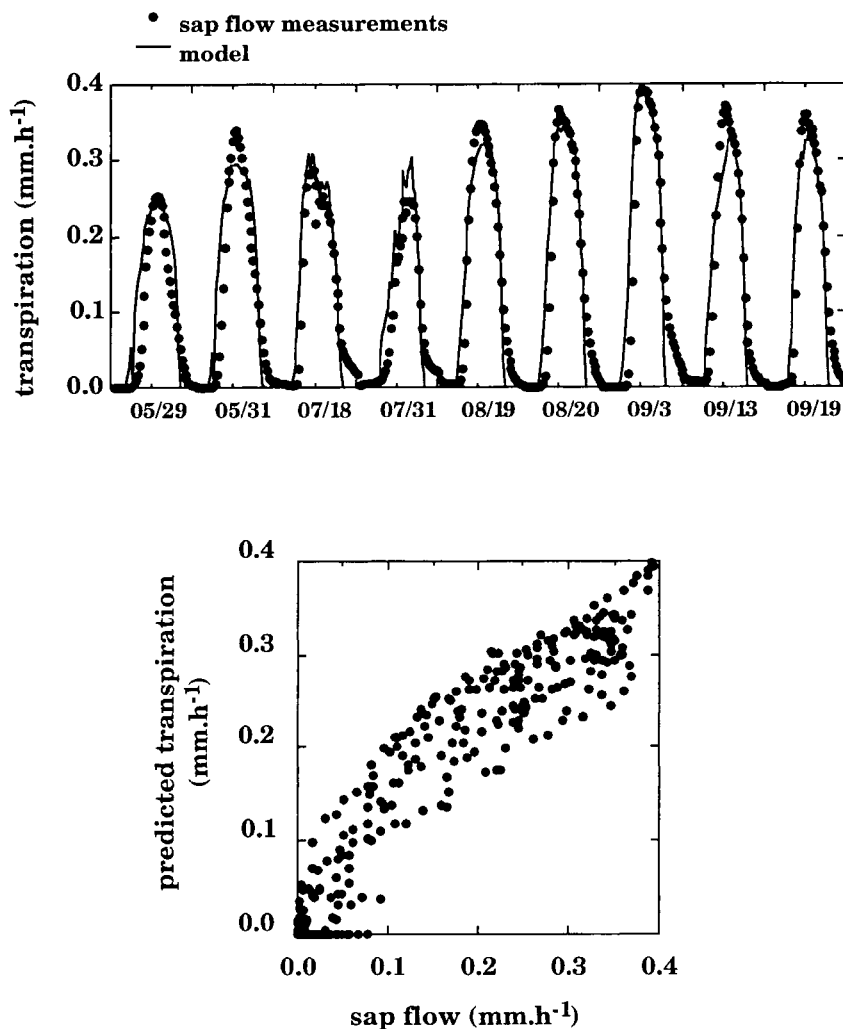 sap flow measurements
model
transpiration (mm.h-1)
0.4
0.3
0.2
0.1
0.0
05/29 05/31 07/18 07/31 08/19 08/20 09/3 09/13 09/19
predicted transpiration
(mm.h-1)
0.4
0.3
0.2
0.1
0.0
0.0 0.1 0.2 0.3 0.4
sap flow (mm.h-1)